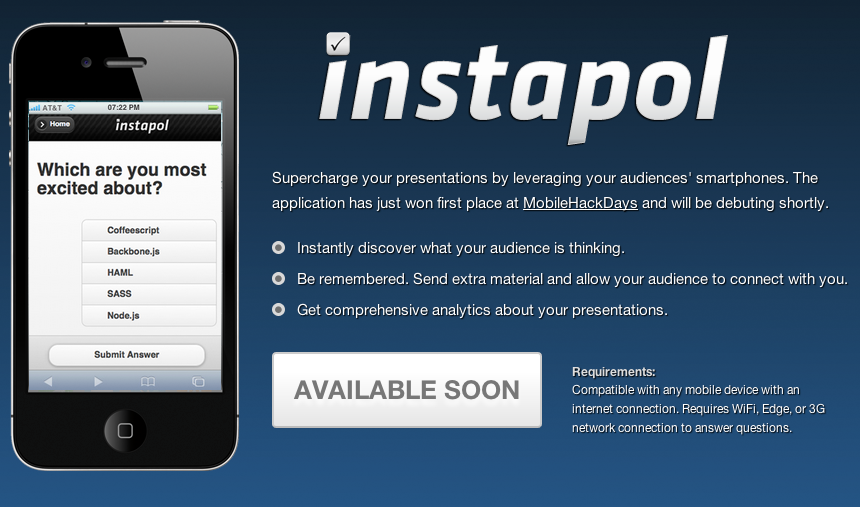 instapol
Supercharge your presentations by leveraging your audiences' smartphones. The
application has just won first place at MobileHackDays and will be debuting shortly.
Instantly discover what your audience is thinking.
Be remembered. Send extra material and allow your audience to connect with you.
Get comprehensive analytics about your presentations.
AVAILABLE SOON
Requirements:
Compatible with any mobile device with an
internet connection. Requires WiFi, Edge, or 3G
network connection to answer questions.
AT&T 07:22 PM
Home instapol
Which are you most
excited about?
Coffeescript
Backbone.js
HAML
SASS
Node.js
Submit Answer